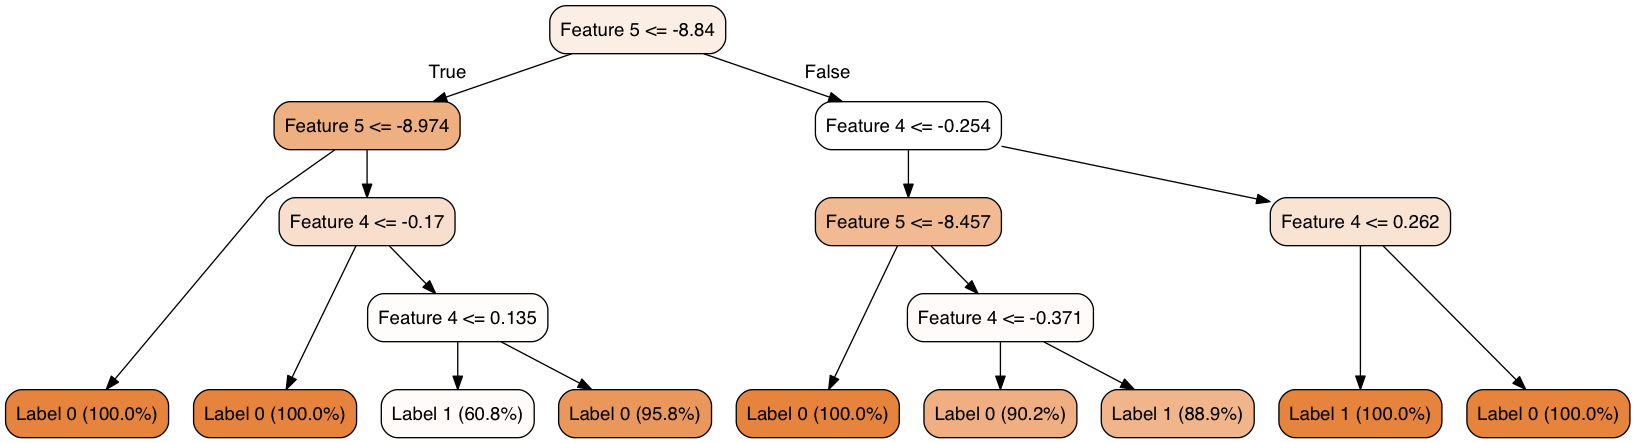 Feature 5 <= -8.84
True
False
Feature 5 <= -8.974
Feature 4 <= -0.254
Feature 4 <= -0.17
Feature 5 <= -8.457
Feature 4 <= 0.262
Feature 4 <= 0.135
Feature 4 <= -0.371
Label 0 (100.0%)
Label 0 (100.0%)
Label 1 (60.8%)
Label 0 (95.8%)
Label 0 (100.0%)
Label 0 (90.2%)
Label 1 (88.9%)
Label 1 (100.0%)
Label 0 (100.0%)